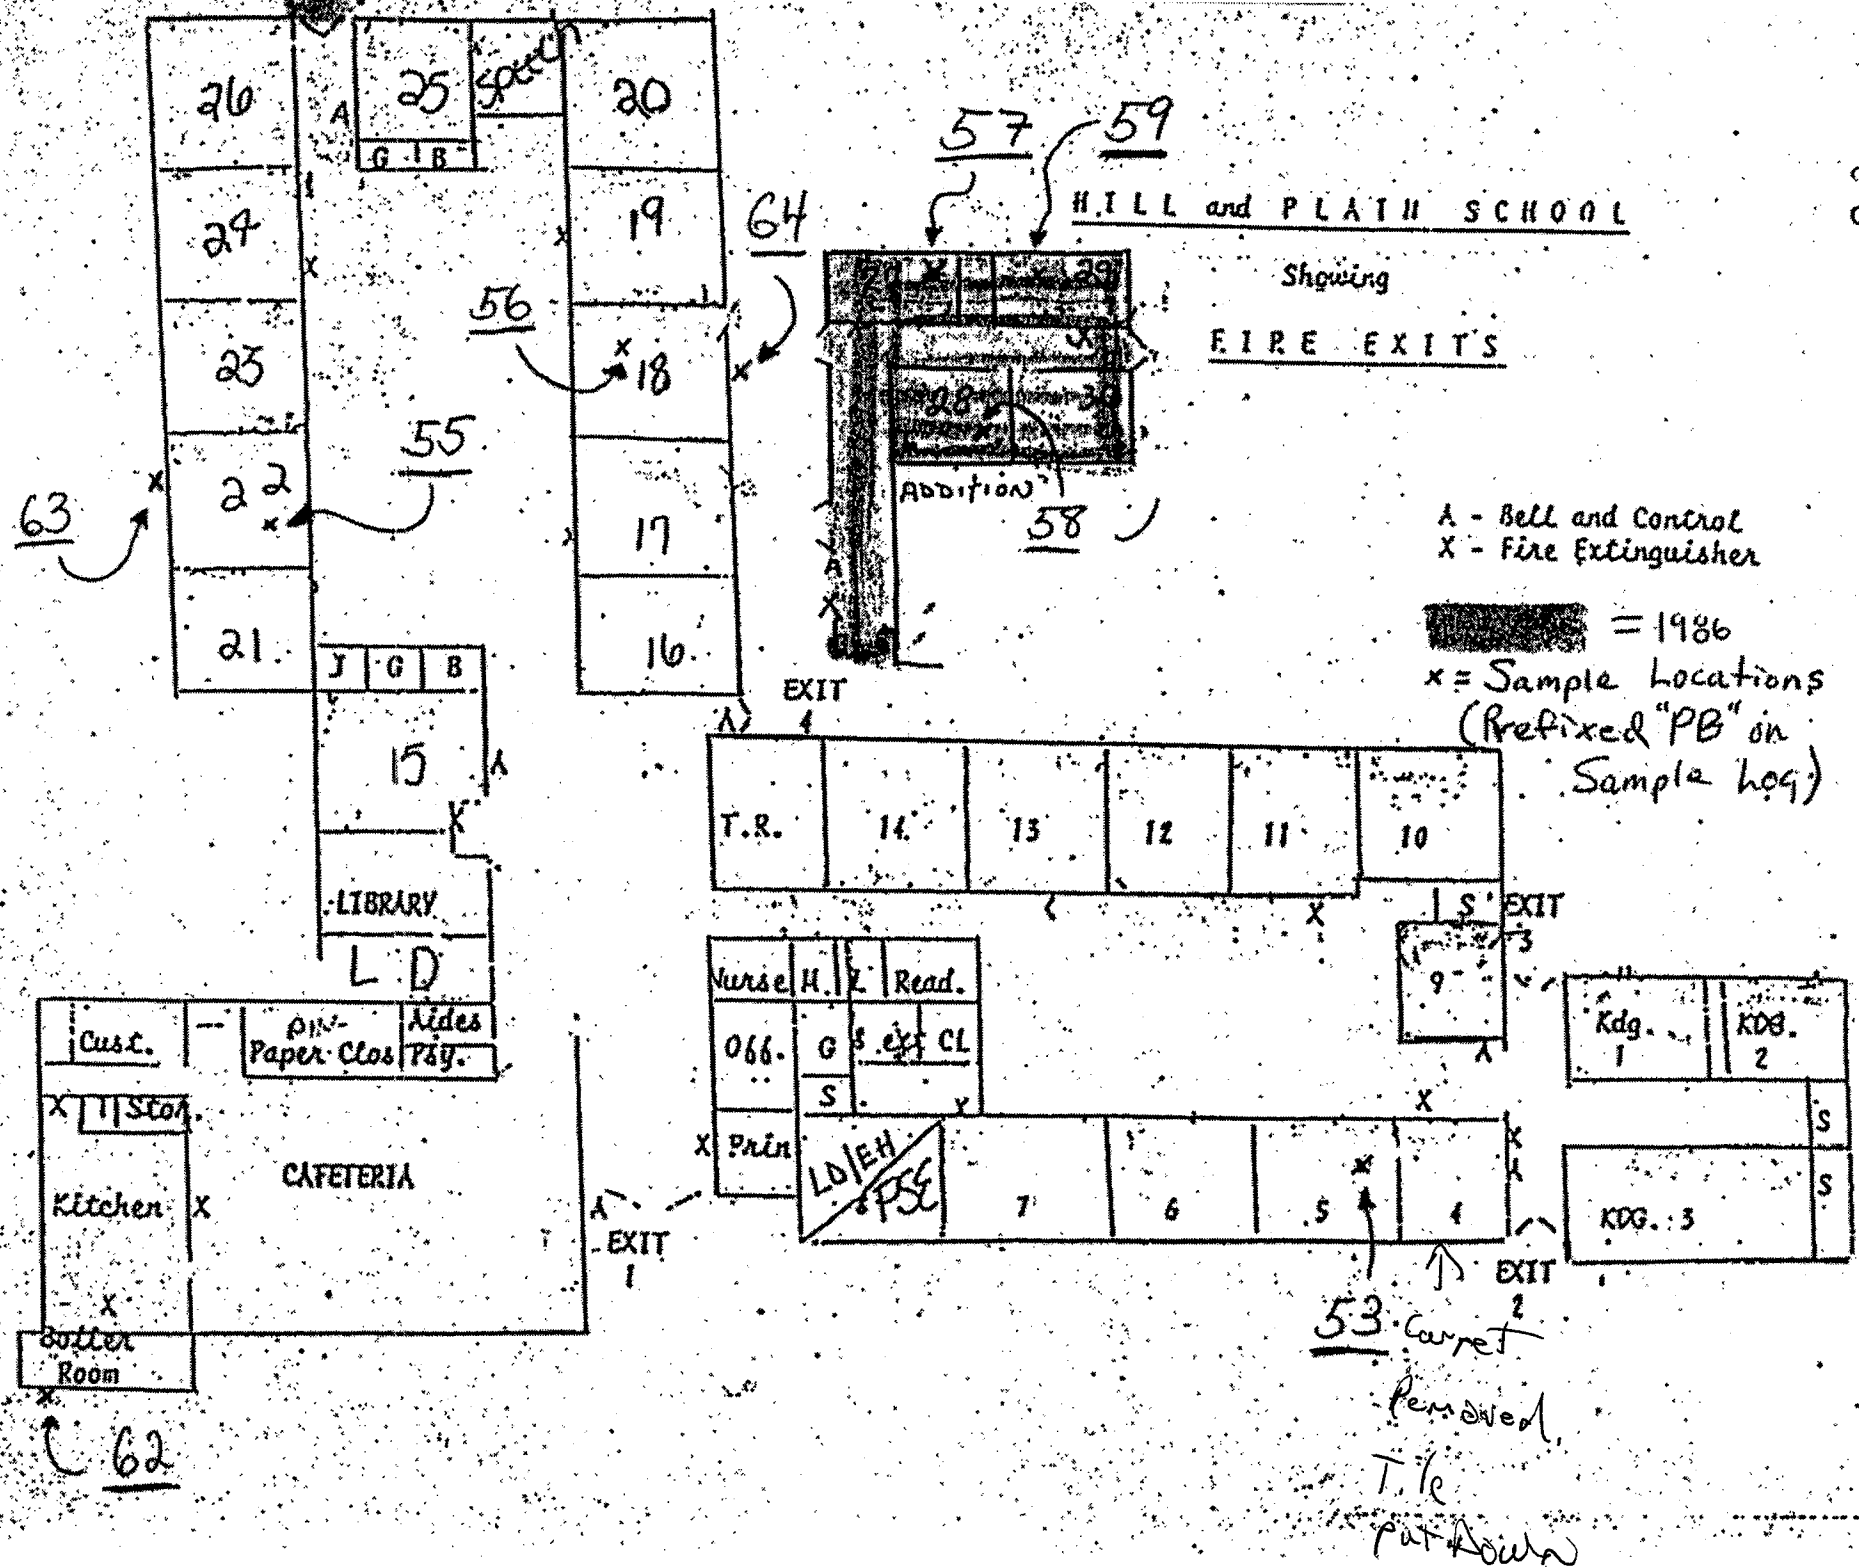 26
A
25
Speech
20
G
B
57
59
24
19
64
HILL and PLATH SCHOOL
Showing
FIRE EXITS
29
56
23
18
55
28
30
22
63
17
ADDITION
58
A - Bell and Control
X - Fire Extinguisher
= 1986
x = Sample Locations
(Prefixed "PB" on
Sample Log)
21
J
G
B
16
A
X
15
A
X
EXIT
4
A
T.R.
14
13
12
11
10
LIBRARY
X
S
EXIT
3
L D
Nurse
H.
Read.
9
Cust.
Paper Clos
Aides
Psy.
Off.
G
CL
Kdg.
1
KDG.
2
A
X
T
Stor.
S
X
S
X
Prin
LD/EH
PSE
7
6
5
4
X
A
KDG. 3
S
CAFETERIA
Kitchen
X
A
EXIT
1
EXIT
2
X
Boiler
Room
53
Carpet
Removed,
Tile
put down
62